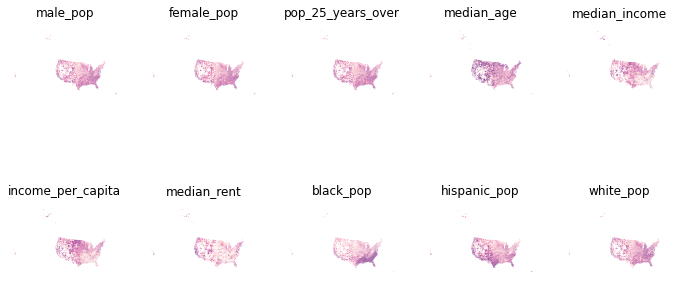 male_pop
female_pop
pop_25_years_over
median_age
median_income
income_per_capita
median_rent
black_pop
hispanic_pop
white_pop